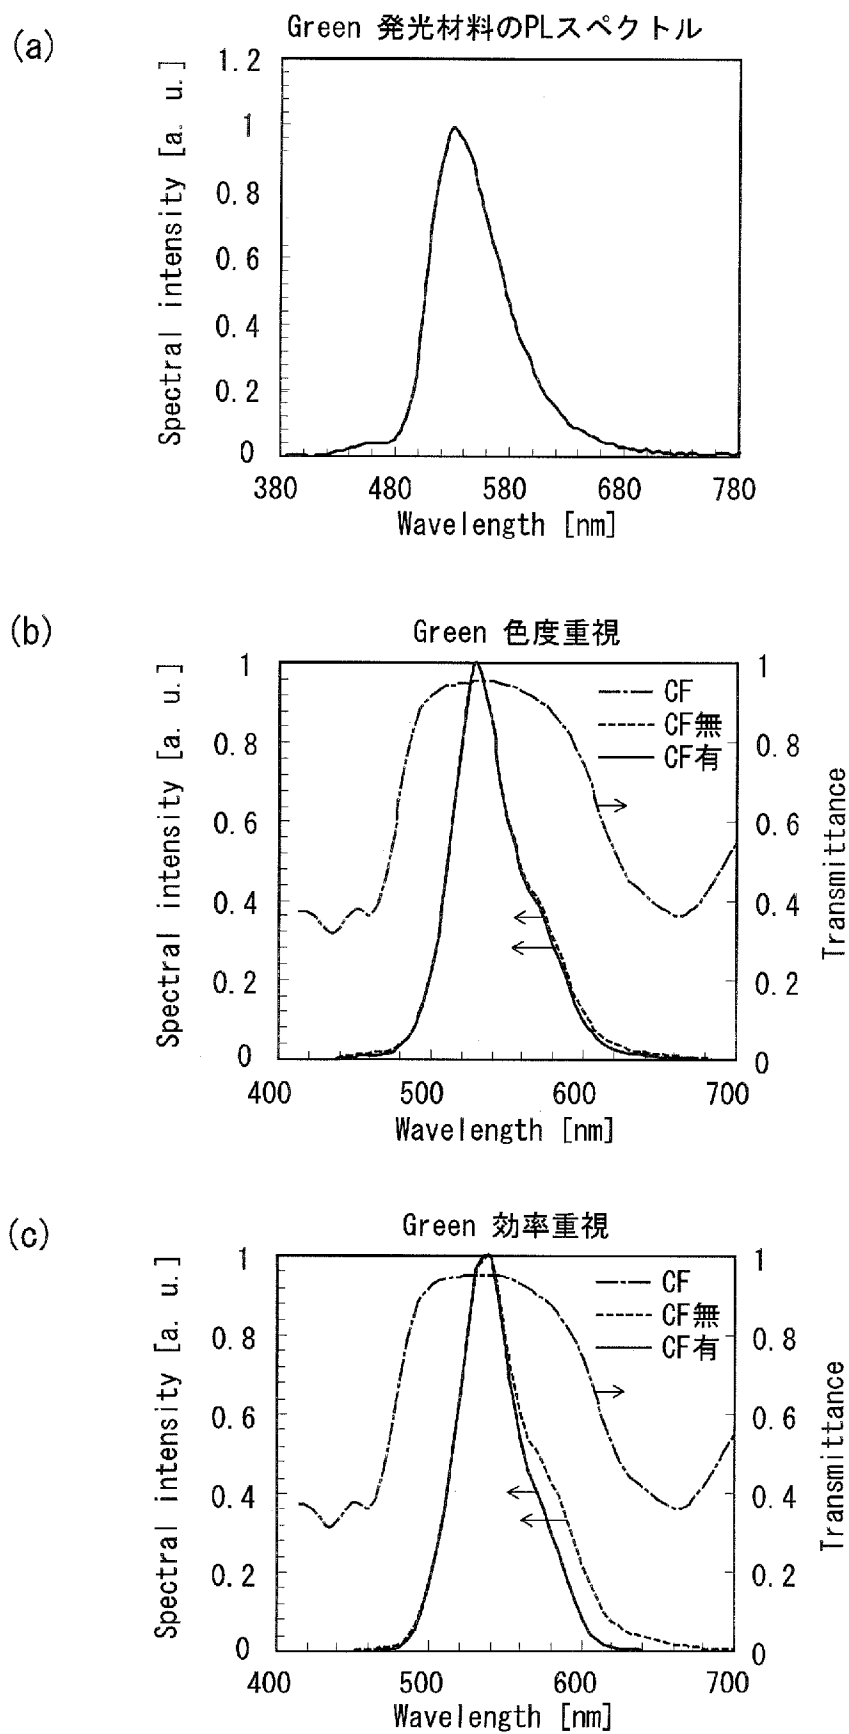 (a)
Green 発光材料のPLスペクトル
Spectral intensity [a. u.]
1.2
1
0.8
0.6
0.4
0.2
0
380 480 580 680 780
Wavelength [nm]
(b)
Green 色度重視
Spectral intensity [a. u.]
1
0.8
0.6
0.4
0.2
0
CF
CF無
CF有
1
0.8
0.6
0.4
0.2
0
Transmittance
400 500 600 700
Wavelength [nm]
(c)
Green 効率重視
Spectral intensity [a. u.]
1
0.8
0.6
0.4
0.2
0
CF
CF無
CF有
1
0.8
0.6
0.4
0.2
0
Transmittance
400 500 600 700
Wavelength [nm]